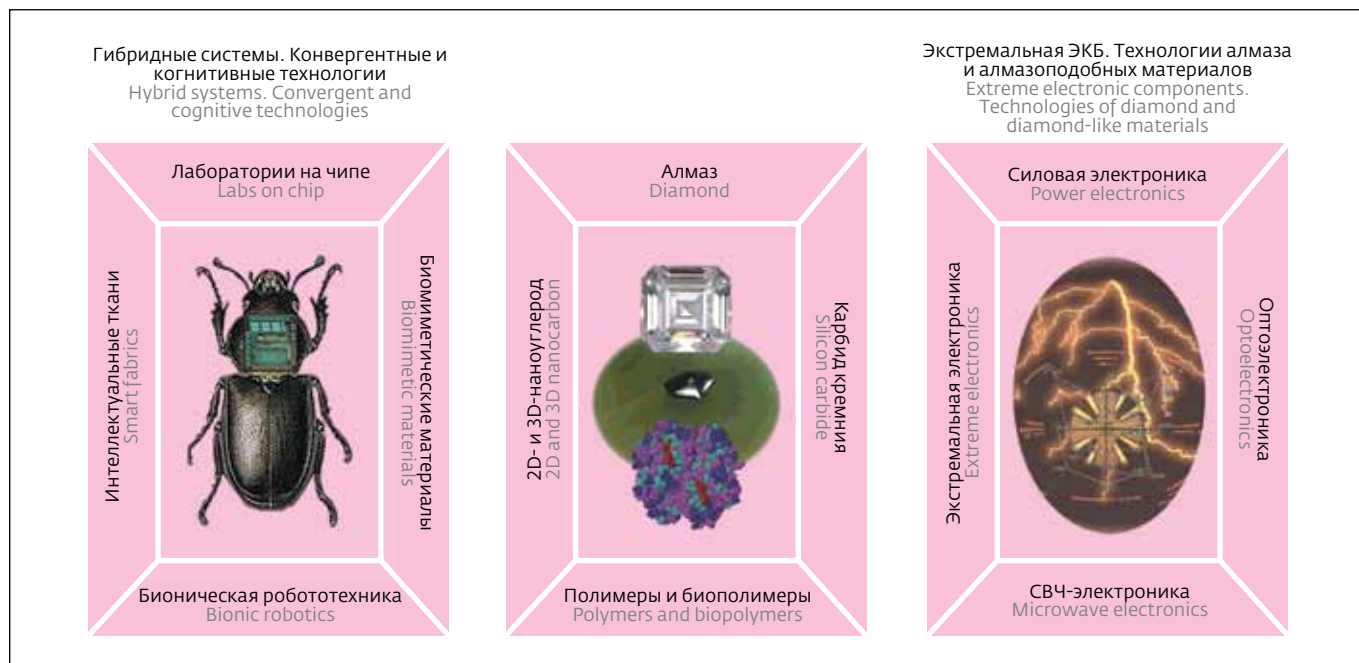 Гибридные системы. Конвергентные и
когнитивные технологии
Hybrid systems. Convergent and
cognitive technologies
Лаборатории на чипе
Labs on chip
Интеллектуальные ткани
Smart fabrics
Биомиметические материалы
Biomimetic materials
Бионическая робототехника
Bionic robotics
Алмаз
Diamond
2D- и 3D-наноуглерод
2D and 3D nanocarbon
Карбид кремния
Silicon carbide
Полимеры и биополимеры
Polymers and biopolymers
Экстремальная ЭКБ. Технологии алмаза
и алмазоподобных материалов
Extreme electronic components.
Technologies of diamond and
diamond-like materials
Силовая электроника
Power electronics
Экстремальная электроника
Extreme electronics
Оптоэлектроника
Optoelectronics
СВЧ-электроника
Microwave electronics